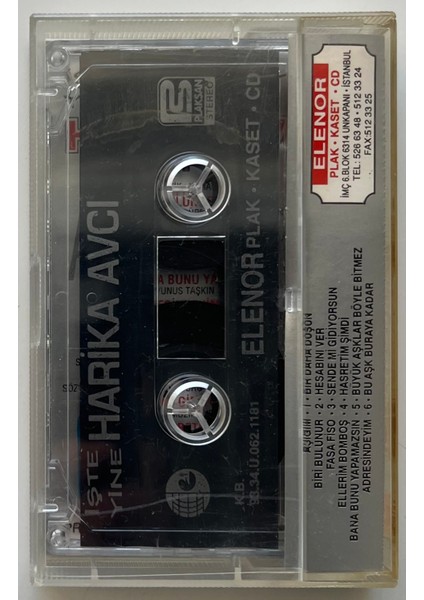 İŞTE
YİNE HARİKA AVCI
PLAKSAN
STEREO
ELENOR PLAK • KASET • CD
K.B.
A BUNU YA
YUNUS TAŞKIN
ELENOR
PLAK • KASET • CD
İMÇ 6.BLOK 6314 UNKAPANI • İSTANBUL
TEL: 526 63 48 • 512 33 24
FAX:512 33 25
1 • BİR DAHA DÜŞÜN
BİRİ BULUNUR • 2 • HESABINI VER
FASA FİSO • 3 • SENDE Mİ GİDİYORSUN
ELLERİM BOMBOŞ • 4 • HASRETİM ŞİMDİ
BANA BUNU YAPAMAZSIN • 5 • BÜYÜK AŞKLAR BÖYLE BİTMEZ
ADRESİNDEYİM • 6 • BU AŞK BURAYA KADAR